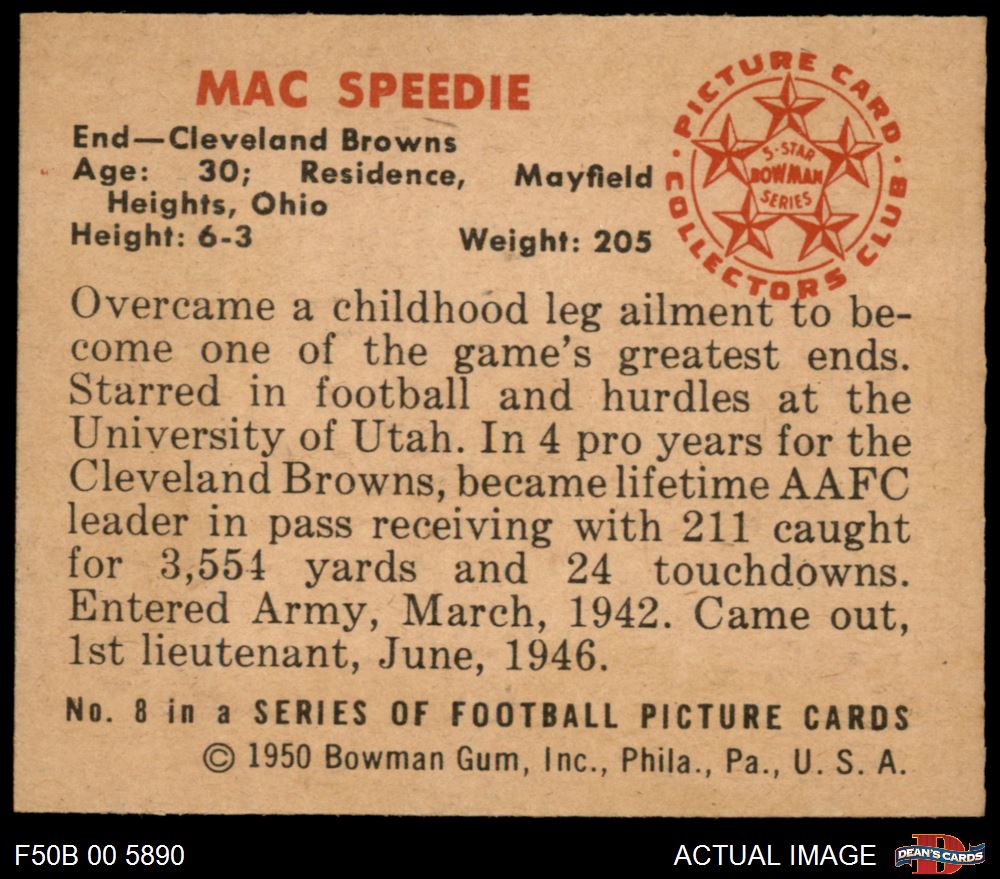 MAC SPEEDIE
End—Cleveland Browns
Age: 30; Residence, Mayfield
Heights, Ohio
Height: 6-3 Weight: 205
PICTURE CARD
COLLECTORS CLUB
5-STAR
BOWMAN
SERIES
Overcame a childhood leg ailment to be-
come one of the game's greatest ends.
Starred in football and hurdles at the
University of Utah. In 4 pro years for the
Cleveland Browns, became lifetime AAFC
leader in pass receiving with 211 caught
for 3,554 yards and 24 touchdowns.
Entered Army, March, 1942. Came out,
1st lieutenant, June, 1946.
No. 8 in a SERIES OF FOOTBALL PICTURE CARDS
© 1950 Bowman Gum, Inc., Phila., Pa., U. S. A.
F50B 00 5890
ACTUAL IMAGE
D
DEAN'S CARDS